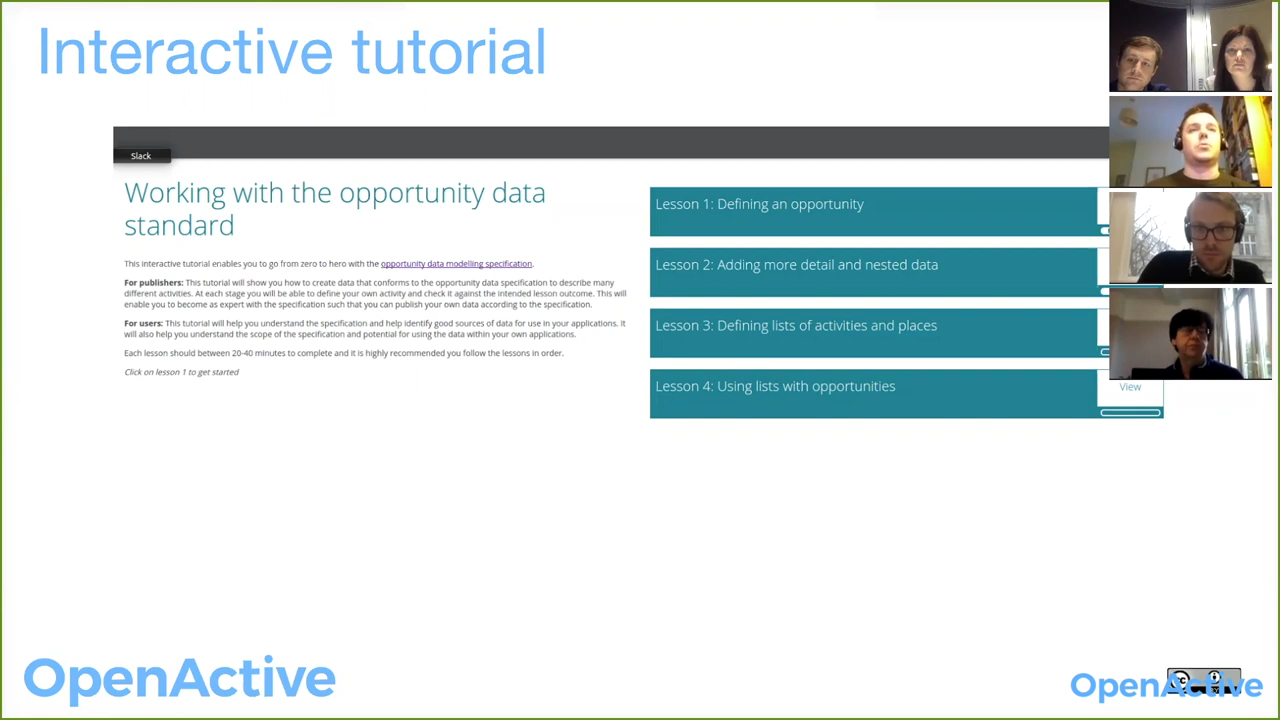 Interactive tutorial
Slack
Working with the opportunity data
standard
This interactive tutorial enables you to go from zero to hero with the opportunity data modelling specification.
For publishers: This tutorial will show you how to create data that conforms to the opportunity data specification to describe many
different activities. At each stage you will be able to define your own activity and check it against the intended lesson outcome. This will
enable you to become as expert with the specification such that you can publish your own data according to the specification.
For users: This tutorial will help you understand the specification and help identify good sources of data for use in your applications. It
will also help you understand the scope of the specification and potential for using the data within your own applications.
Each lesson should between 20-40 minutes to complete and it is highly recommended you follow the lessons in order.
Click on lesson 1 to get started
Lesson 1: Defining an opportunity
Lesson 2: Adding more detail and nested data
Lesson 3: Defining lists of activities and places
Lesson 4: Using lists with opportunities
View
OpenActive
OpenActive